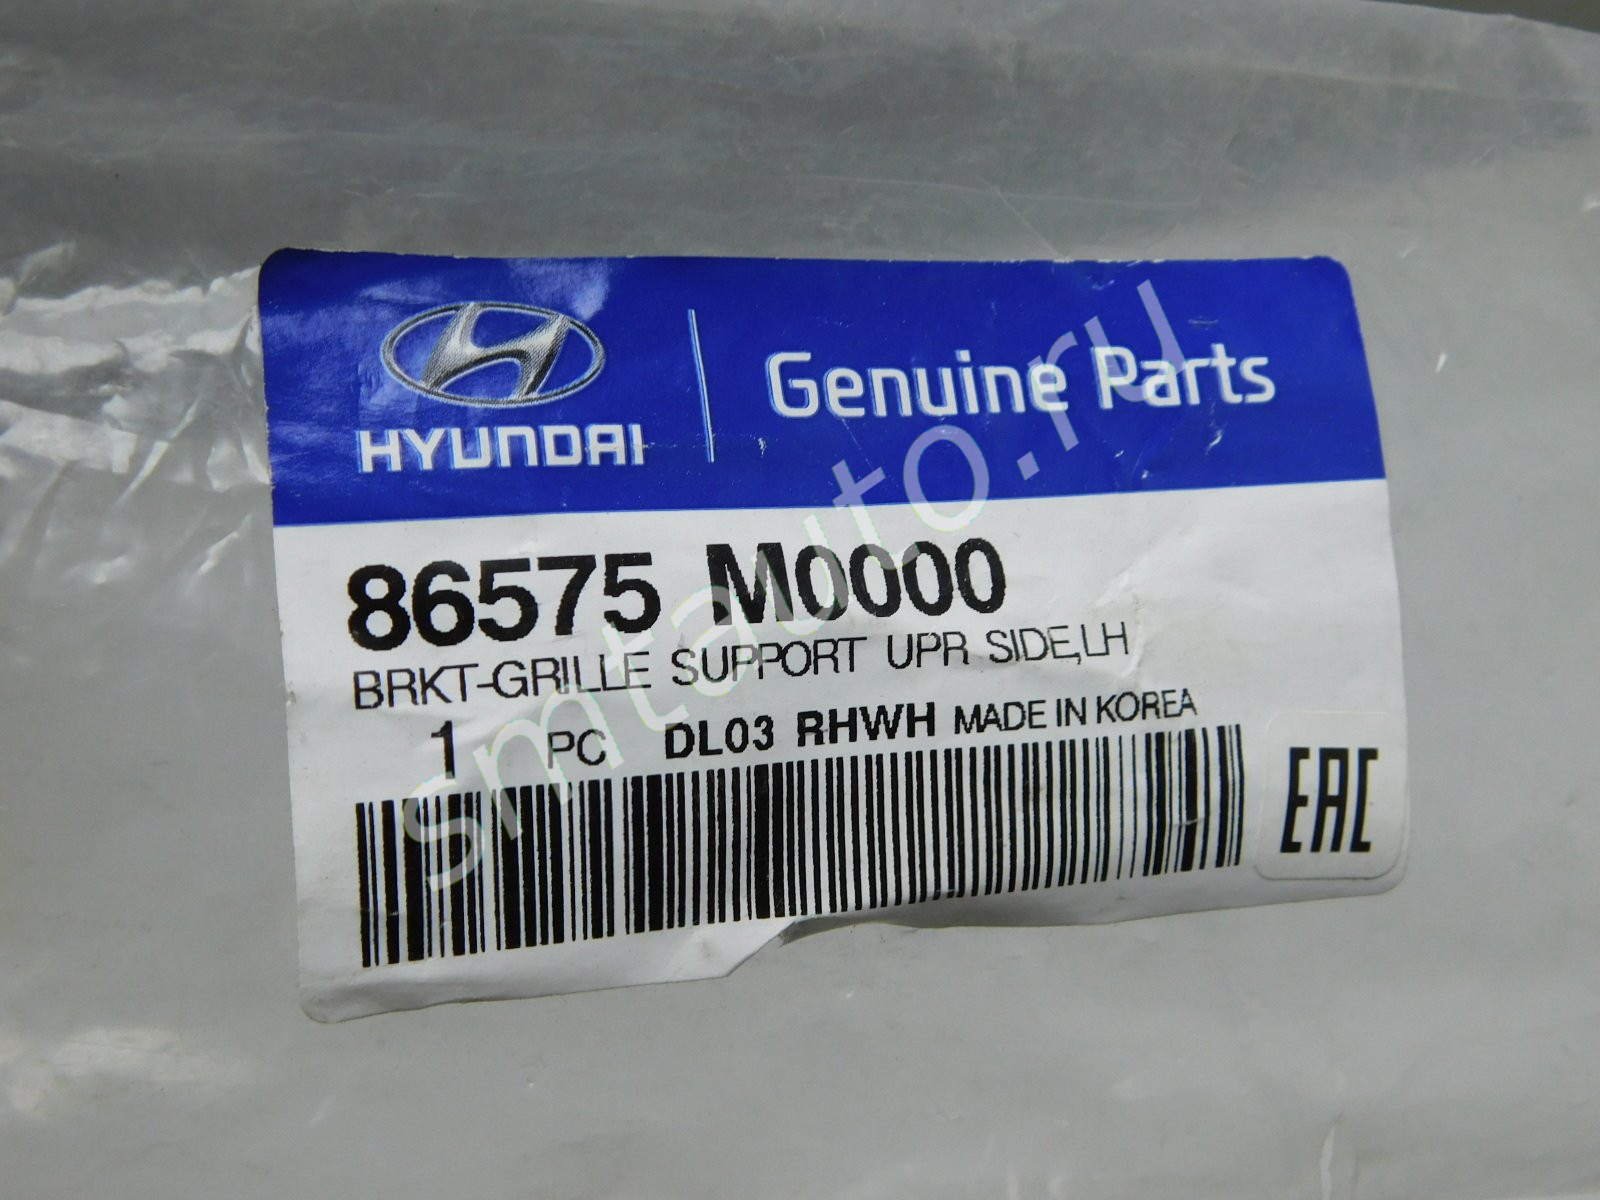 HYUNDAI
Genuine Parts
86575 M0000
BRKT-GRILLE SUPPORT UPR SIDE,LH
1 PC DL03 RHWH MADE IN KOREA
EAC
smtauto.ru